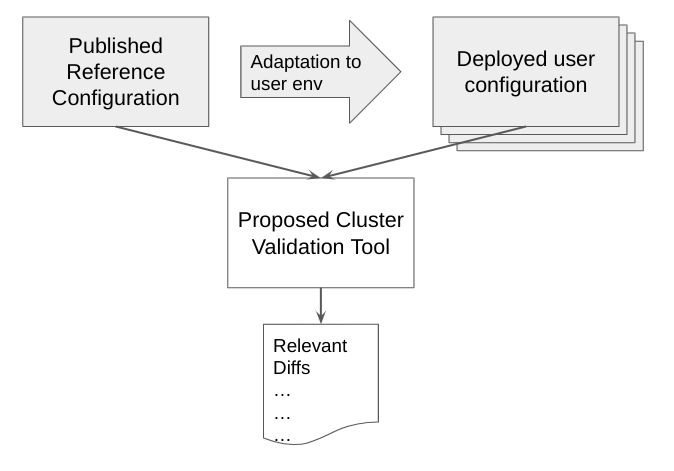 Published
Reference
Configuration
Adaptation to
user env
Deployed user
configuration
Proposed Cluster
Validation Tool
Relevant
Diffs
…
…
…